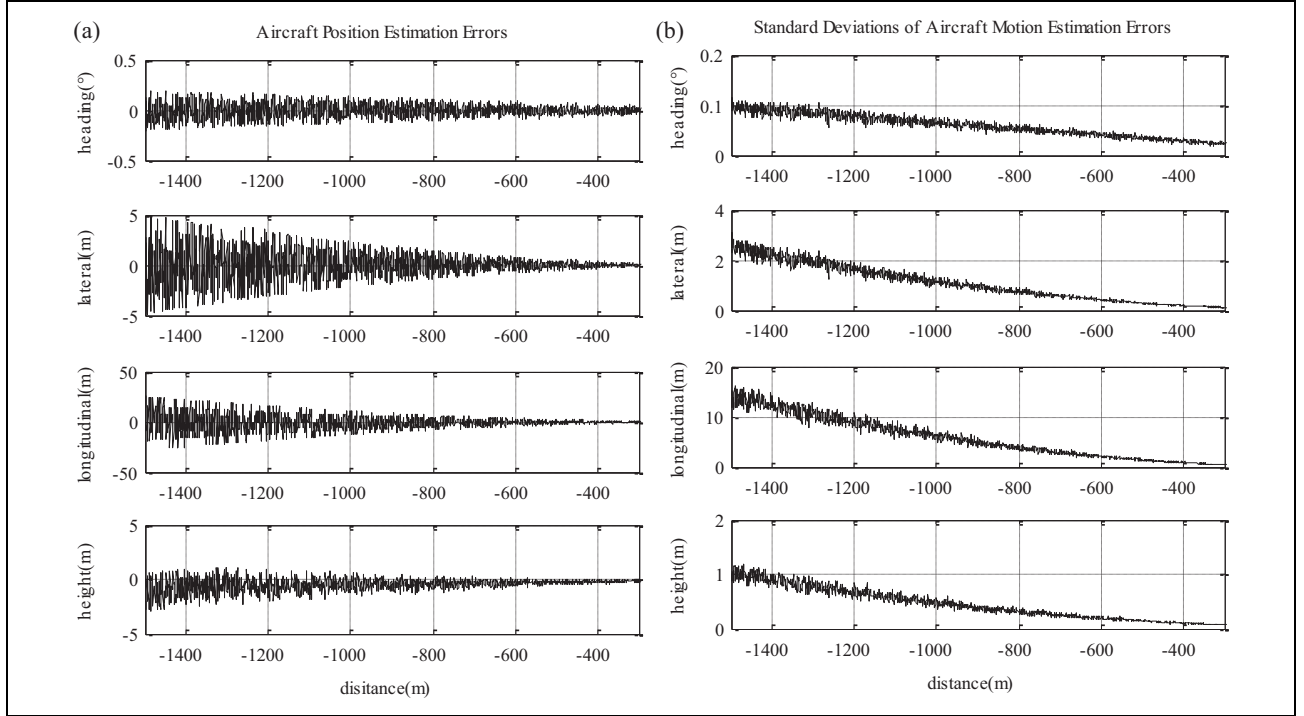 (a)
Aircraft Position Estimation Errors
heading(°)
0.5
0
-0.5
-1400 -1200 -1000 -800 -600 -400
lateral(m)
5
0
-5
-1400 -1200 -1000 -800 -600 -400
longitudinal(m)
50
0
-50
-1400 -1200 -1000 -800 -600 -400
height(m)
5
0
-5
-1400 -1200 -1000 -800 -600 -400
disitance(m)
(b)
Standard Deviations of Aircraft Motion Estimation Errors
heading(°)
0.2
0.1
0
-1400 -1200 -1000 -800 -600 -400
lateral(m)
4
2
0
-1400 -1200 -1000 -800 -600 -400
longitudinal(m)
20
10
0
-1400 -1200 -1000 -800 -600 -400
height(m)
2
1
0
-1400 -1200 -1000 -800 -600 -400
distance(m)